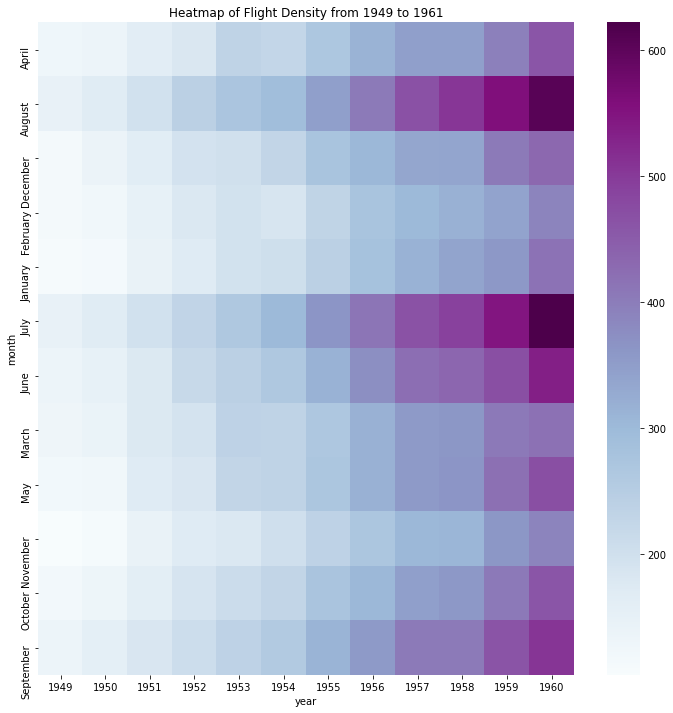 Heatmap of Flight Density from 1949 to 1961
month
April
August
December
February
January
July
June
March
May
November
October
September
1949 1950 1951 1952 1953 1954 1955 1956 1957 1958 1959 1960
year
600
500
400
300
200